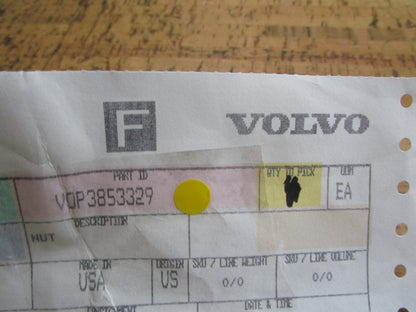 F VOLVO
PART ID QTY TO PICK UOM
VOP3853329 EA
DESCRIPTION
NUT
MADE IN ORIGIN SKU / LINE WEIGHT SKU / LINE VOLUME
USA US 0/0 0/0
DATE & TIME